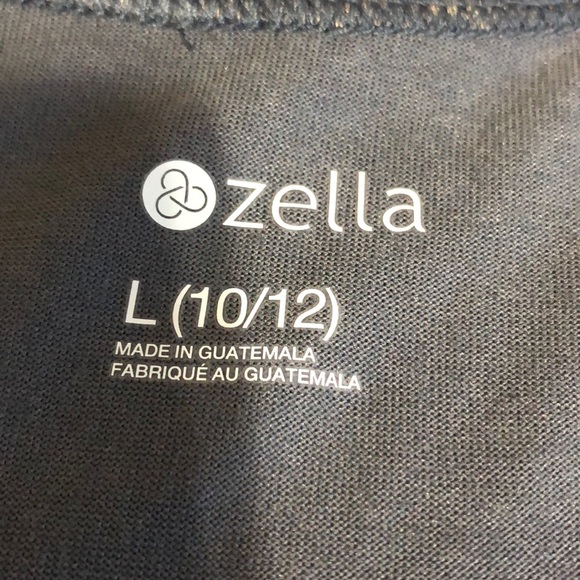 zella
L (10/12)
MADE IN GUATEMALA
FABRIQUÉ AU GUATEMALA